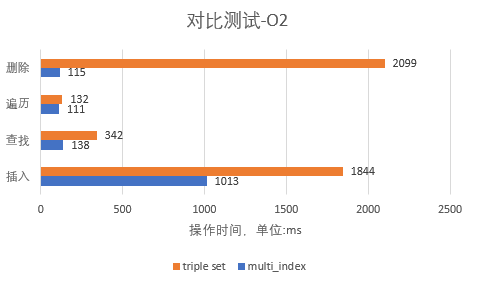 对比测试-O2
删除
2099
115
遍历
132
111
查找
342
138
插入
1844
1013
0 500 1000 1500 2000 2500
操作时间，单位:ms
triple set multi_index